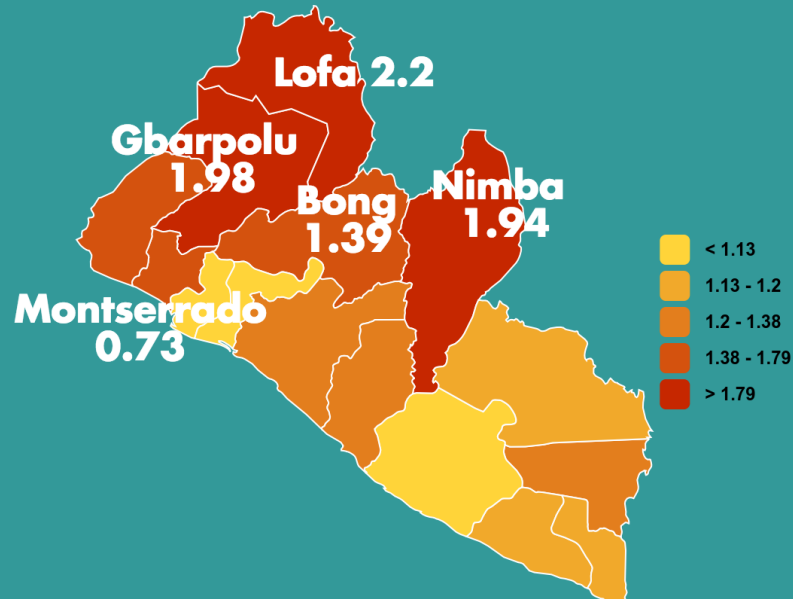 Lofa 2.2
Gbarpolu
1.98
Nimba
1.94
Bong
1.39
Montserrado
0.73
< 1.13
1.13 - 1.2
1.2 - 1.38
1.38 - 1.79
> 1.79